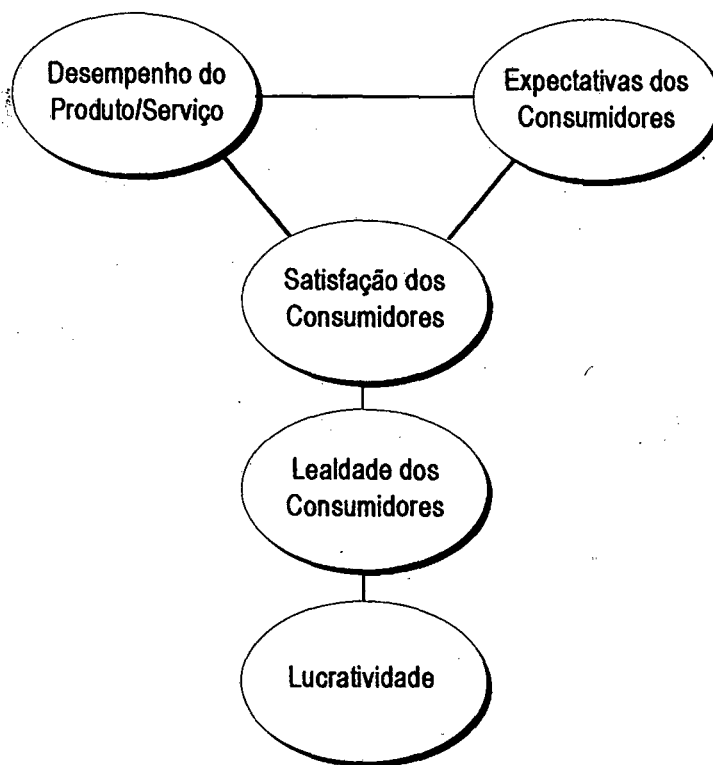 Desempenho do
Produto/Serviço
Expectativas dos
Consumidores
Satisfação dos
Consumidores
Lealdade dos
Consumidores
Lucratividade